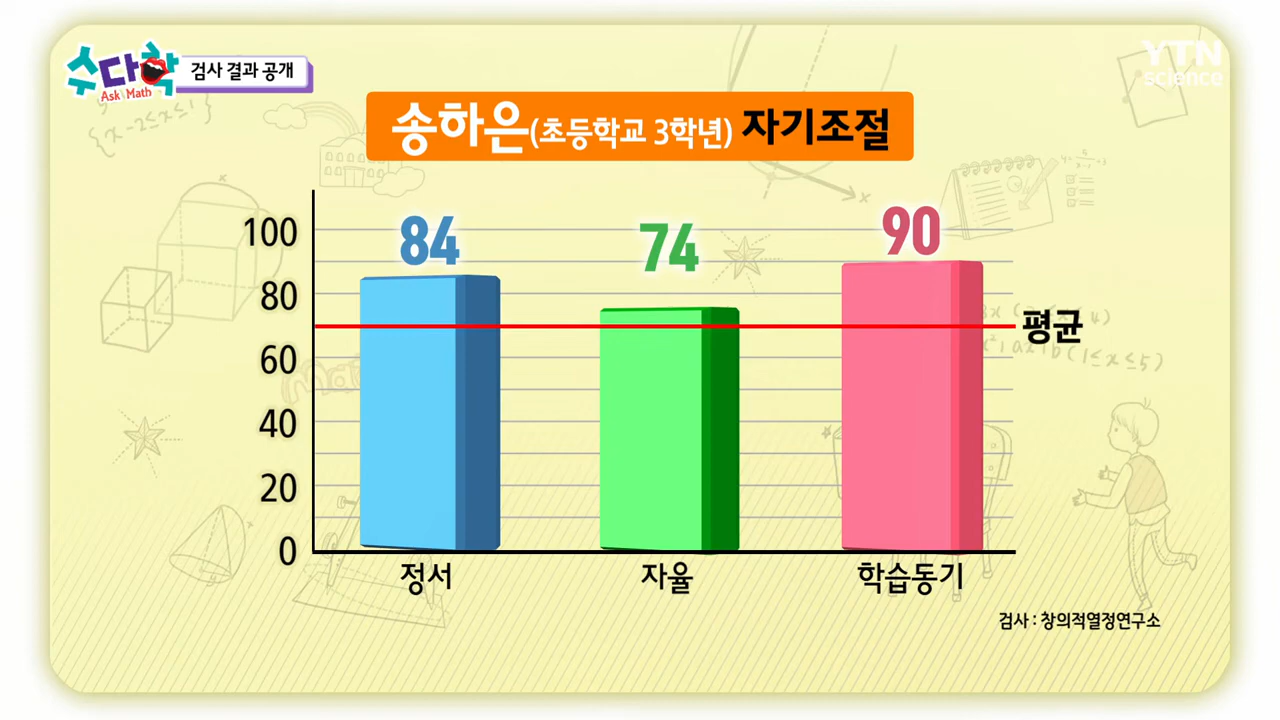 수다학
Ask Math
검사 결과 공개
YTN
science
송하은(초등학교 3학년) 자기조절
100
80
60
40
20
0
84
74
90
평균
정서
자율
학습동기
검사 : 창의적열정연구소